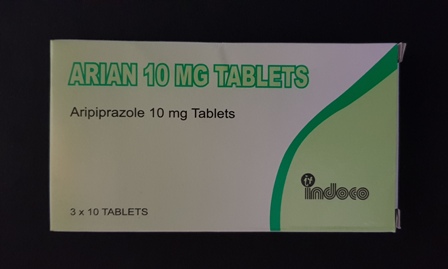 ARIAN 10 MG TABLETS
Aripiprazole 10 mg Tablets
indoco
3 x 10 TABLETS